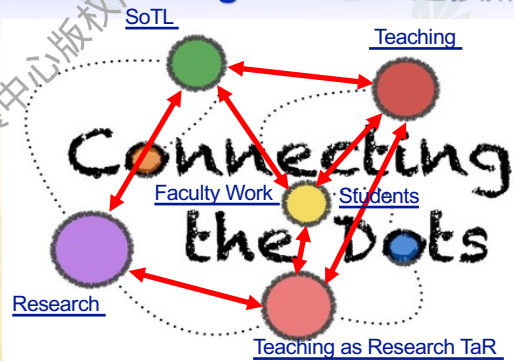 SoTL
Teaching
Connecting
Faculty Work
Students
the Dots
Research
Teaching as Research TaR